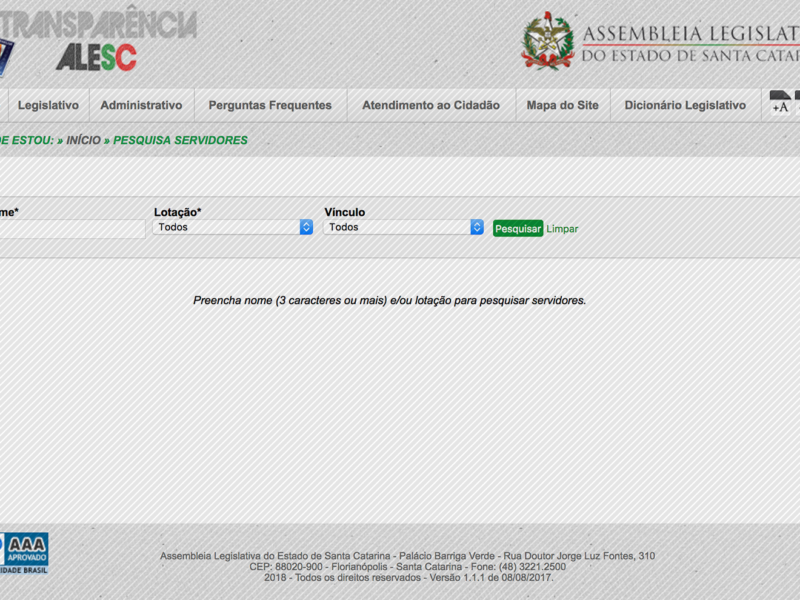 TRANSPARÊNCIA
ALESC
ASSEMBLEIA LEGISLAT
DO ESTADO DE SANTA CATAR
Legislativo Administrativo Perguntas Frequentes Atendimento ao Cidadão Mapa do Site Dicionário Legislativo +A
DE ESTOU: » INÍCIO » PESQUISA SERVIDORES
me* Lotação* Vínculo
Todos Todos Pesquisar Limpar
Preencha nome (3 caracteres ou mais) e/ou lotação para pesquisar servidores.
AAA
APROVADO
IDADE BRASIL
Assembleia Legislativa do Estado de Santa Catarina - Palácio Barriga Verde - Rua Doutor Jorge Luz Fontes, 310
CEP: 88020-900 - Florianópolis - Santa Catarina - Fone: (48) 3221.2500
2018 - Todos os direitos reservados - Versão 1.1.1 de 08/08/2017.